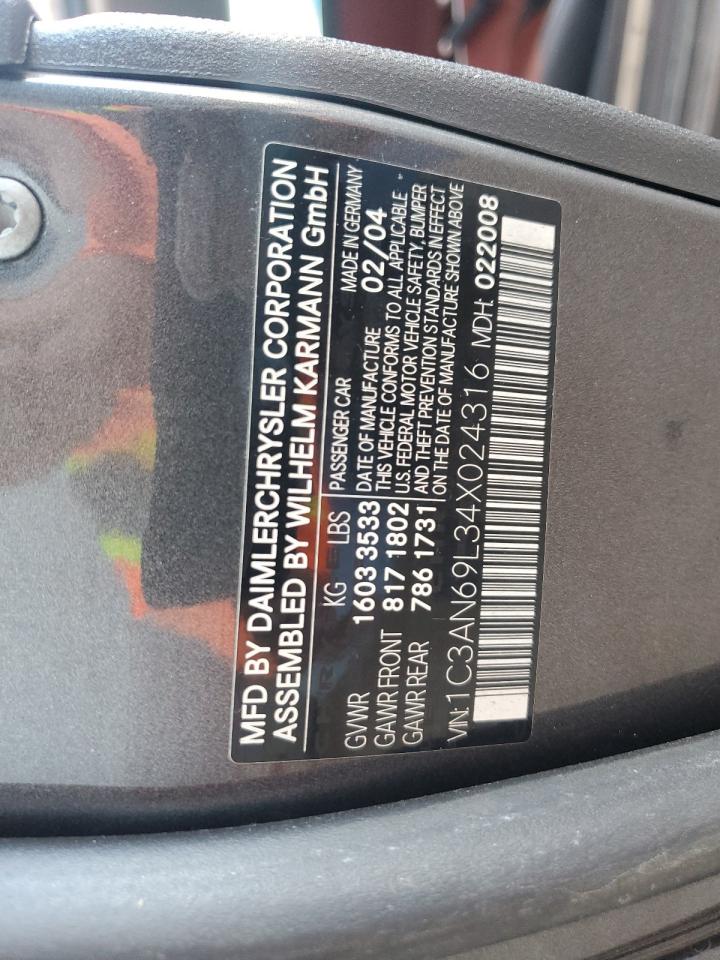 MFD BY DAIMLERCHRYSLER CORPORATION
ASSEMBLED BY WILHELM KARMANN GmbH
KG LBS PASSENGER CAR MADE IN GERMANY
GVWR 1603 3533 DATE OF MANUFACTURE 02/04
GAWR FRONT 817 1802
GAWR REAR 786 1731
THIS VEHICLE CONFORMS TO ALL APPLICABLE
U.S. FEDERAL MOTOR VEHICLE SAFETY, BUMPER
AND THEFT PREVENTION STANDARDS IN EFFECT
ON THE DATE OF MANUFACTURE SHOWN ABOVE
VIN: 1C3AN69L34X024316 MDH: 022008